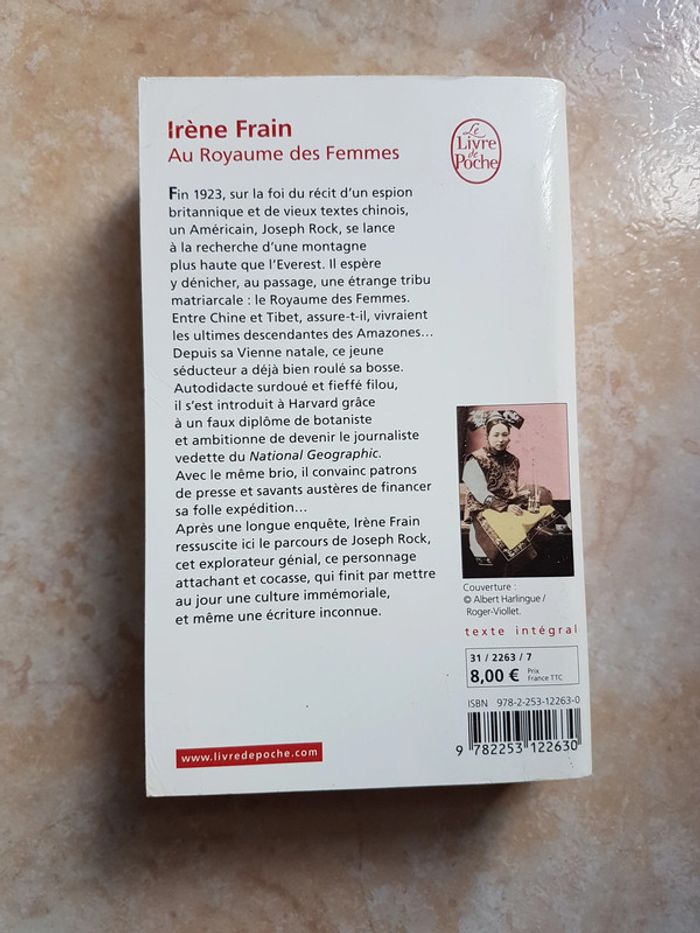 Irène Frain
Au Royaume des Femmes
Le
Livre
de
Poche
Fin 1923, sur la foi du récit d'un espion
britannique et de vieux textes chinois,
un Américain, Joseph Rock, se lance
à la recherche d'une montagne
plus haute que l'Everest. Il espère
y dénicher, au passage, une étrange tribu
matriarcale : le Royaume des Femmes.
Entre Chine et Tibet, assure-t-il, vivraient
les ultimes descendantes des Amazones...
Depuis sa Vienne natale, ce jeune
séducteur a déjà bien roulé sa bosse.
Autodidacte surdoué et fieffé filou,
il s'est introduit à Harvard grâce
à un faux diplôme de botaniste
et ambitionne de devenir le journaliste
vedette du National Geographic.
Avec le même brio, il convainc patrons
de presse et savants austères de financer
sa folle expédition...
Après une longue enquête, Irène Frain
ressuscite ici le parcours de Joseph Rock,
cet explorateur génial, ce personnage
attachant et cocasse, qui finit par mettre
au jour une culture immémoriale,
et même une écriture inconnue.
Couverture :
© Albert Harlingue /
Roger-Viollet.
texte intégral
31 / 2263 / 7
8,00 € Prix
France TTC
ISBN 978-2-253-12263-0
9 782253 122630
www.livredepoche.com